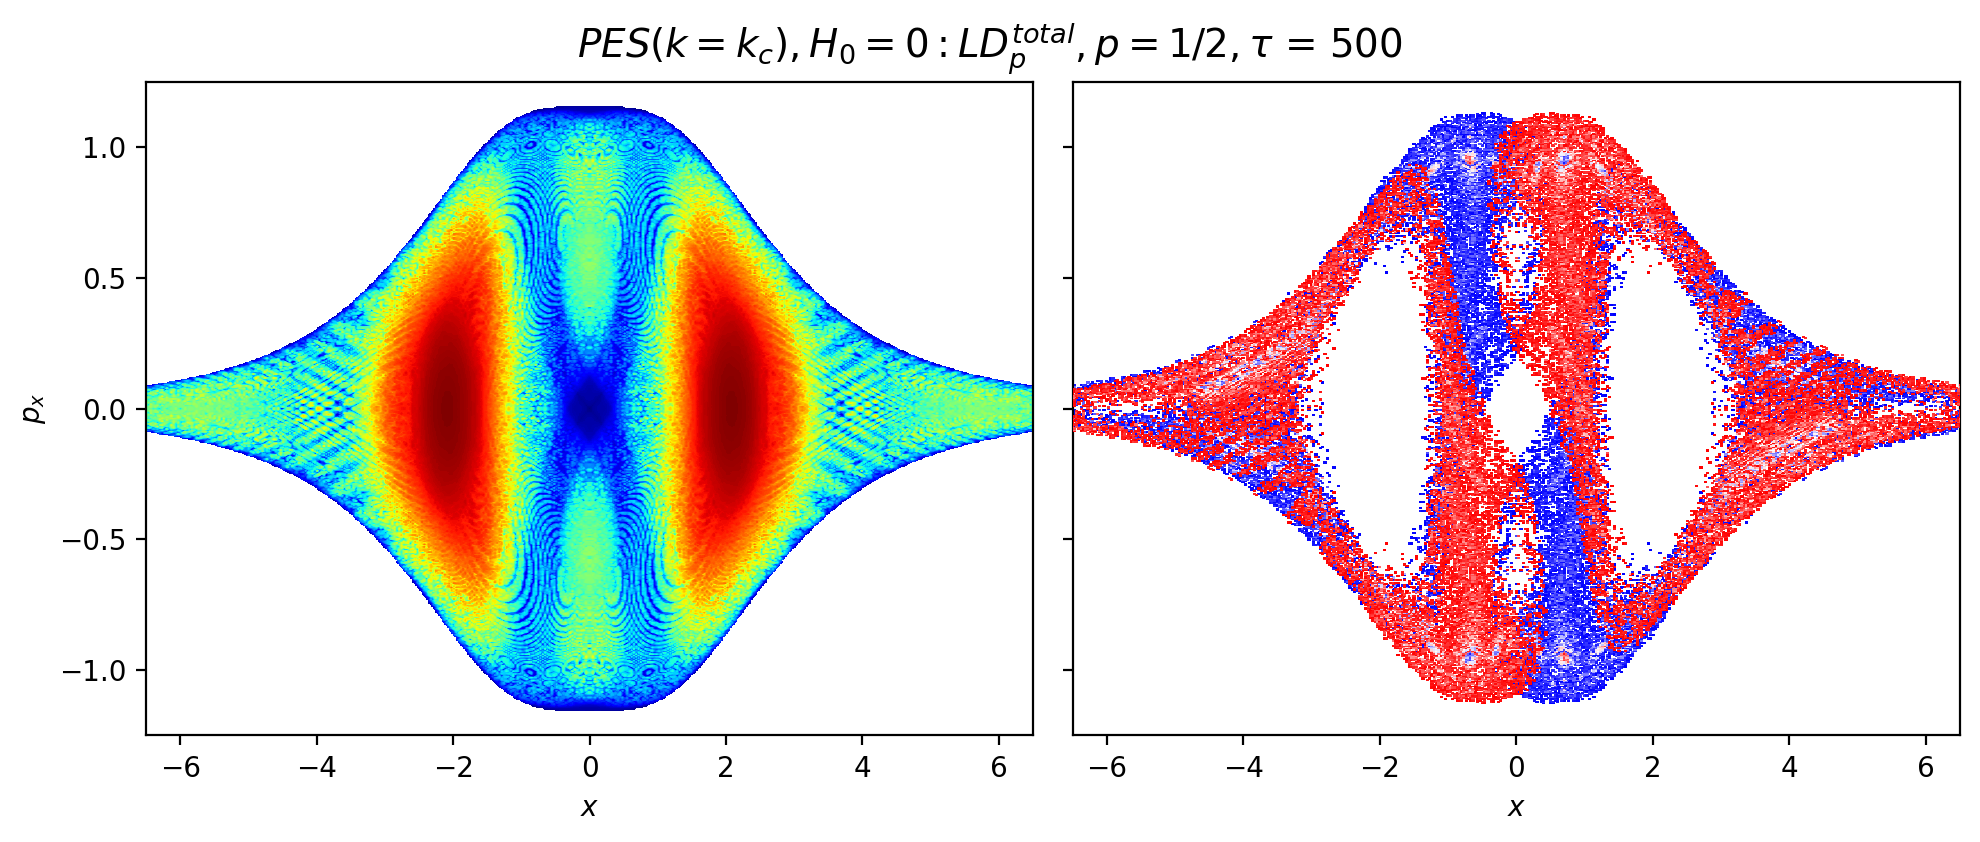 PES(k = k_c), H_0 = 0 : LD_p^{total}, p = 1/2, τ = 500
1.0
0.5
0.0
−0.5
−1.0
p_x
−6 −4 −2 0 2 4 6
−6 −4 −2 0 2 4 6
x
x